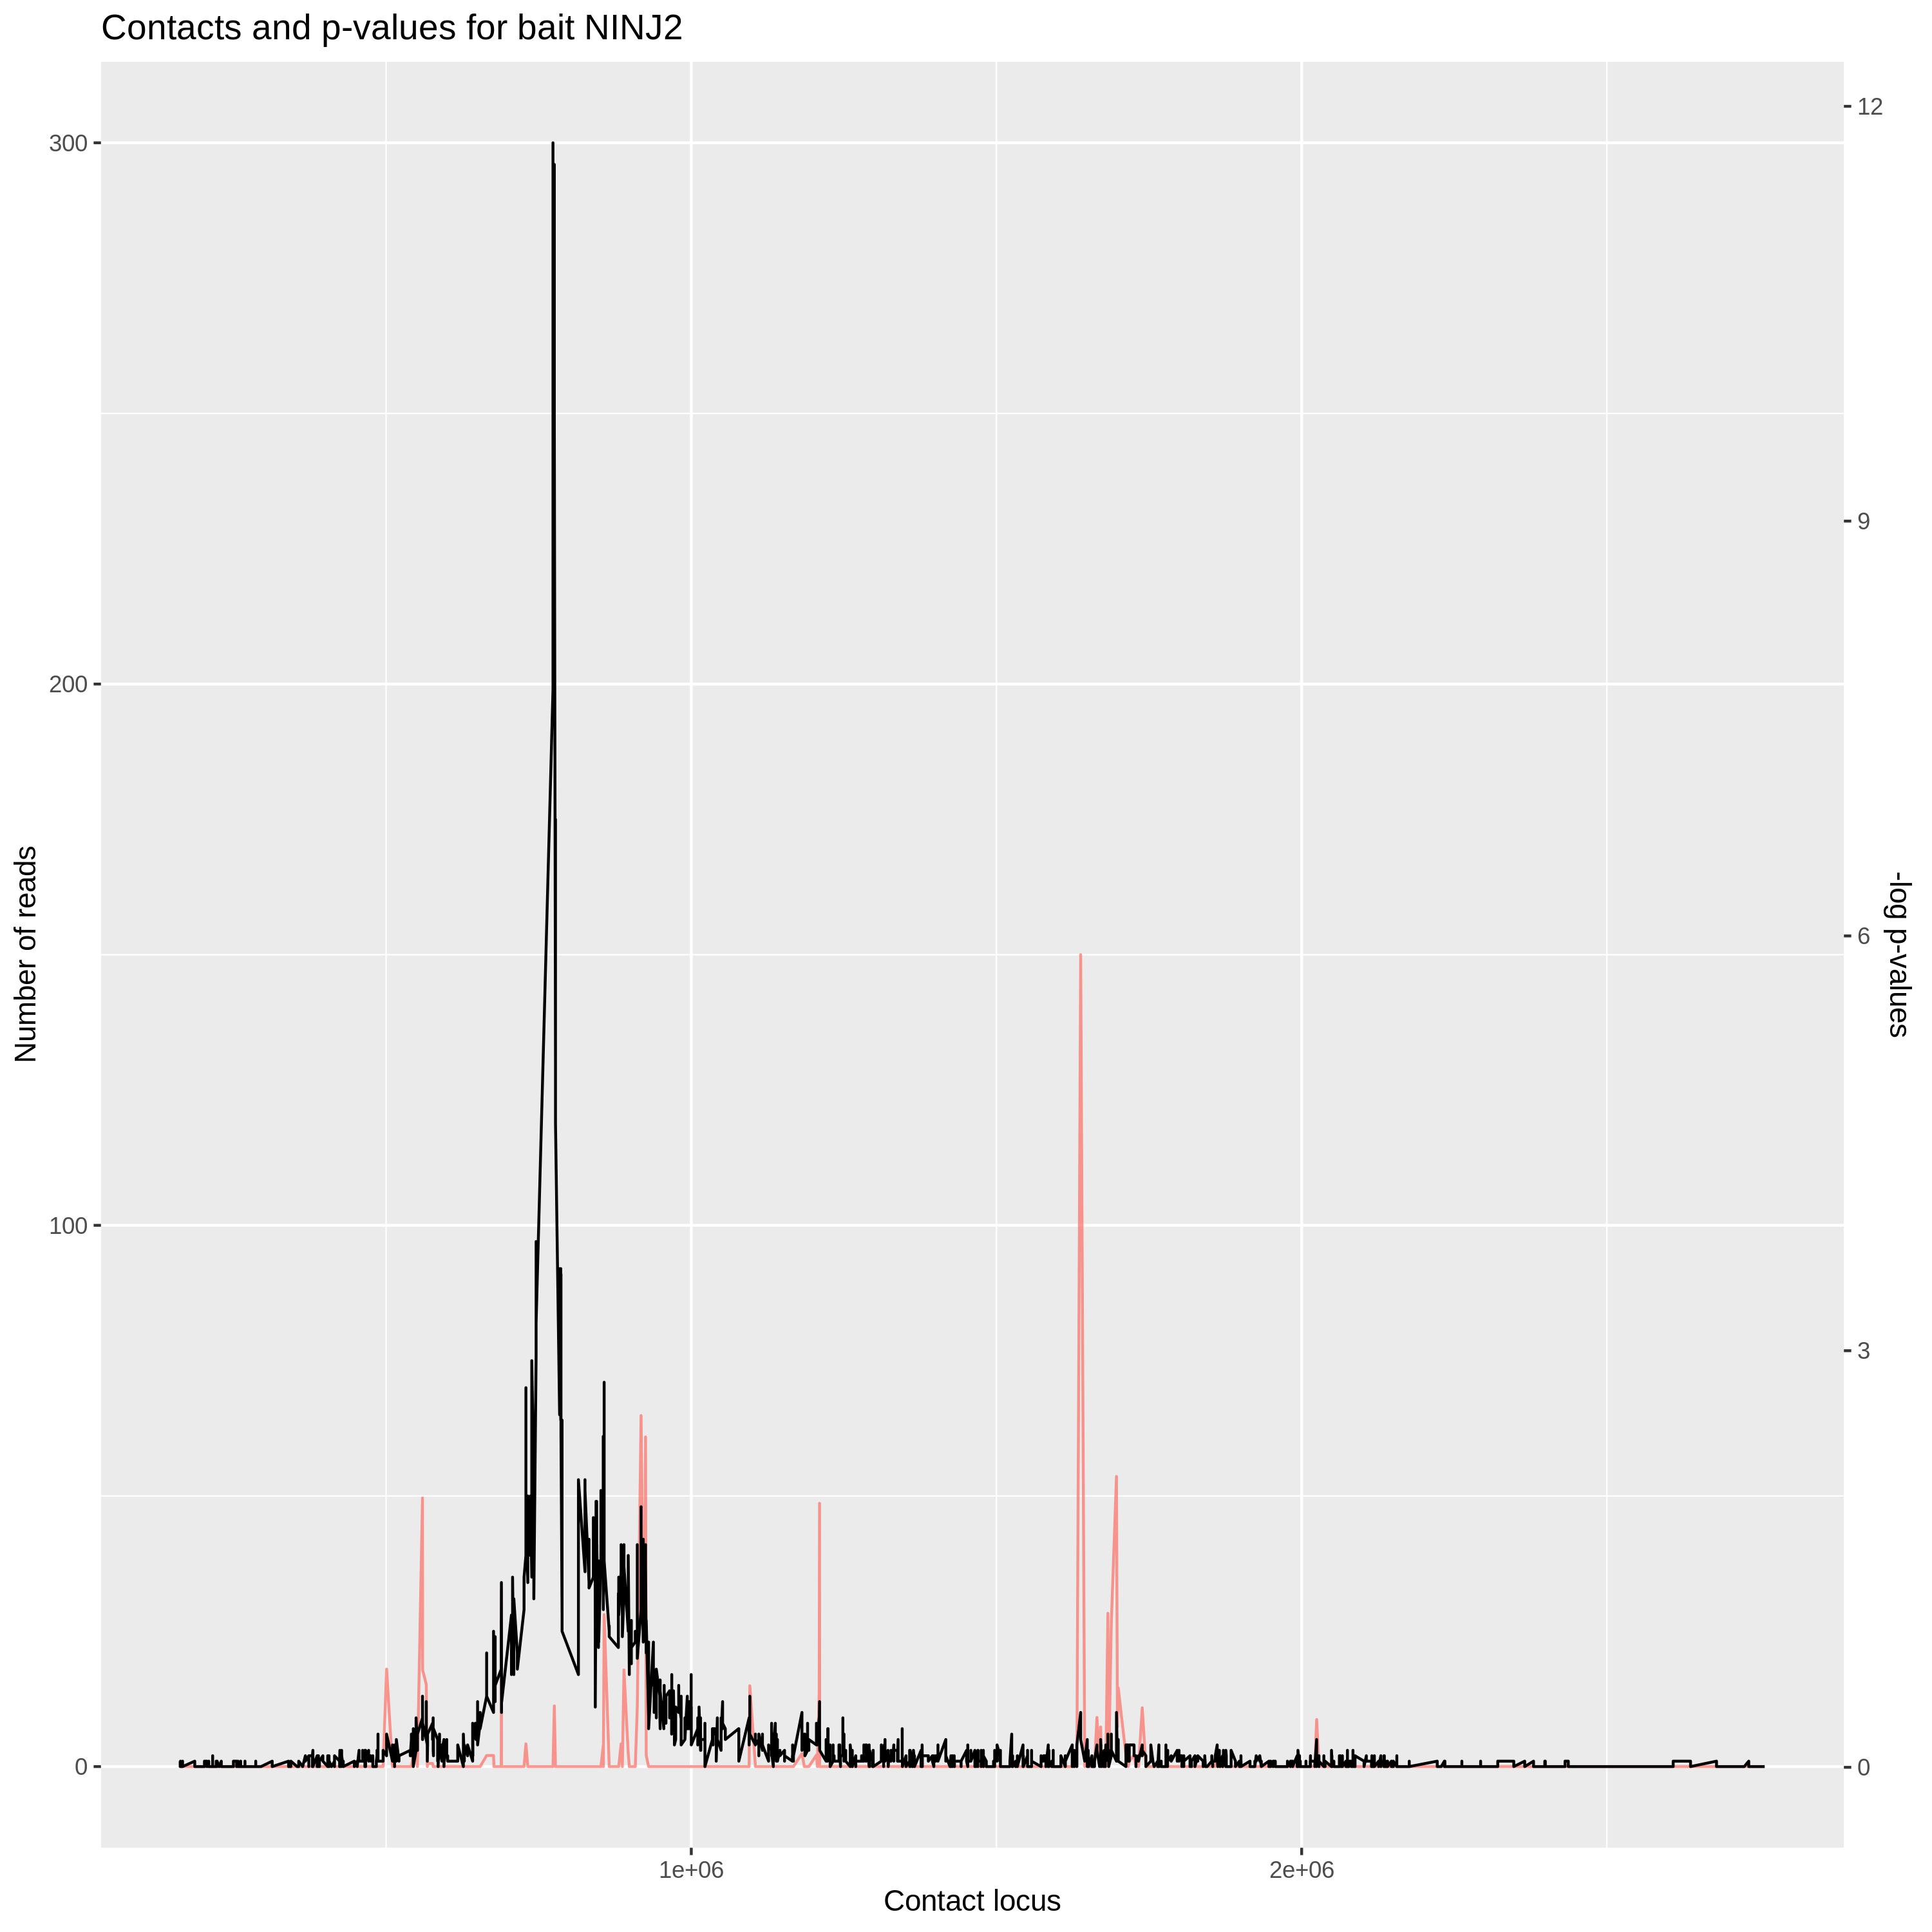 Contacts and p-values for bait NINJ2
300
200
100
0
Number of reads
12
9
6
3
0
-log p-values
1e+06
2e+06
Contact locus